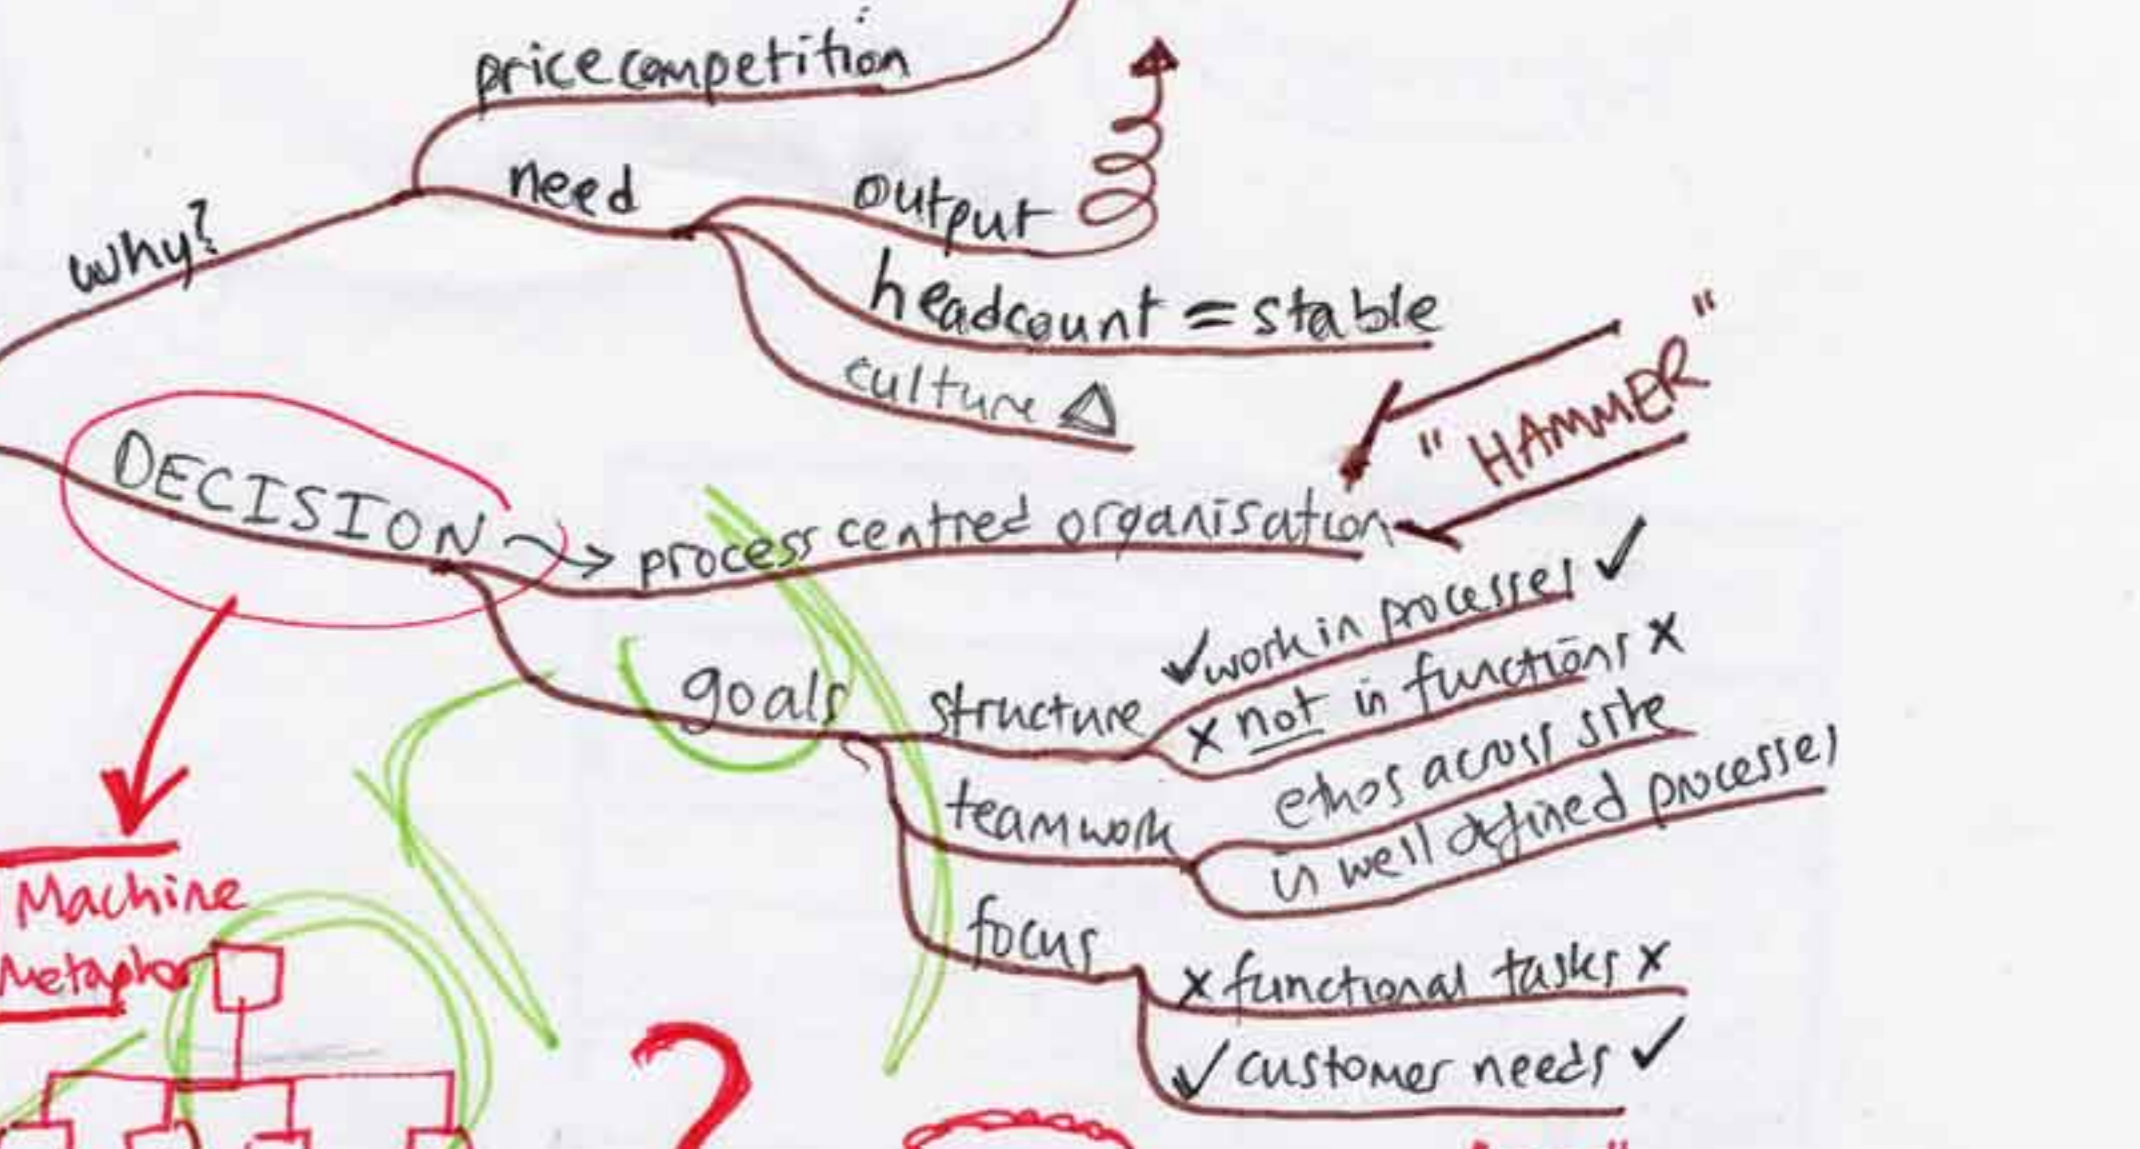 price competition
why?
need
output
headcount = stable
culture Δ
"HAMMER"
DECISION
process centred organisation
goals
structure
✓ work in processes ✓
x not in functions x
teamwork
ethos across site
in well defined processes
focus
x functional tasks x
✓ customer needs ✓
Machine
Metaphor
?